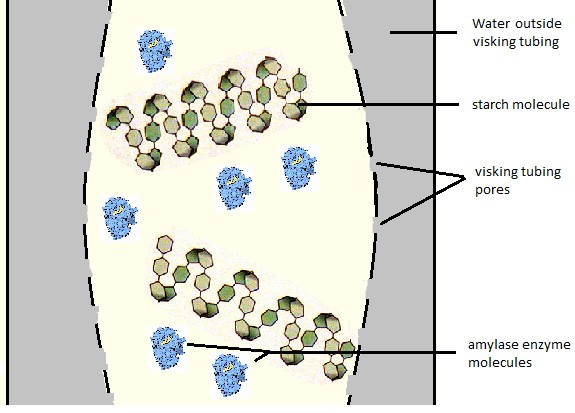 Water outside
visking tubing
starch molecule
visking tubing
pores
amylase enzyme
molecules